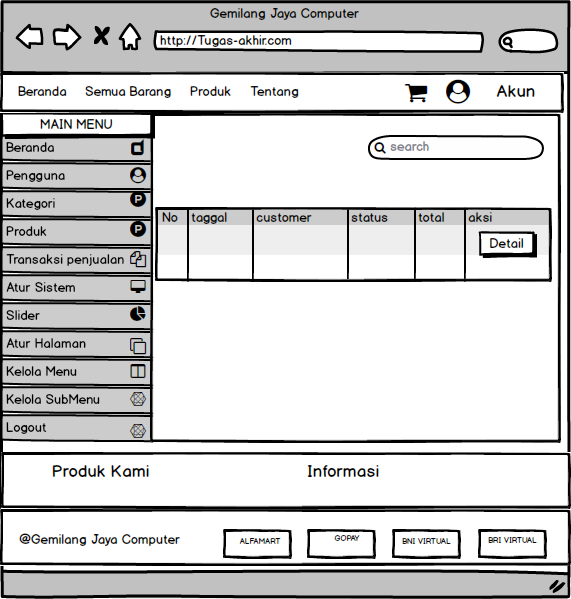 Gemilang Jaya Computer
http://Tugas-akhir.com
Beranda Semua Barang Produk Tentang Akun
MAIN MENU
Beranda
Pengguna
Kategori
Produk
Transaksi penjualan
Atur Sistem
Slider
Atur Halaman
Kelola Menu
Kelola SubMenu
Logout
search
No taggal customer status total aksi
Detail
Produk Kami Informasi
@Gemilang Jaya Computer ALFAMART GOPAY BNI VIRTUAL BRI VIRTUAL